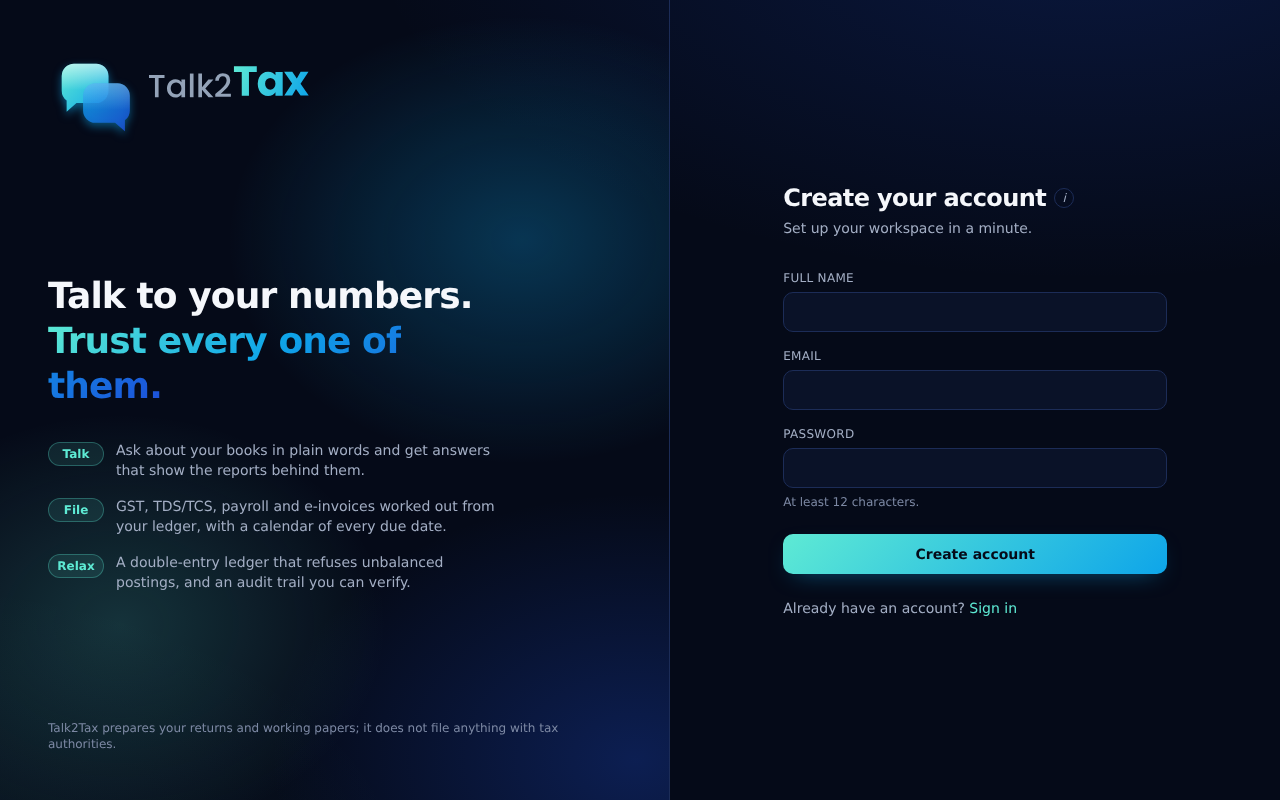 Talk2Tax
Talk to your numbers.
Trust every one of
them.
Talk
Ask about your books in plain words and get answers
that show the reports behind them.
File
GST, TDS/TCS, payroll and e-invoices worked out from
your ledger, with a calendar of every due date.
Relax
A double-entry ledger that refuses unbalanced
postings, and an audit trail you can verify.
Talk2Tax prepares your returns and working papers; it does not file anything with tax
authorities.
Create your account i
Set up your workspace in a minute.
FULL NAME
EMAIL
PASSWORD
At least 12 characters.
Create account
Already have an account? Sign in